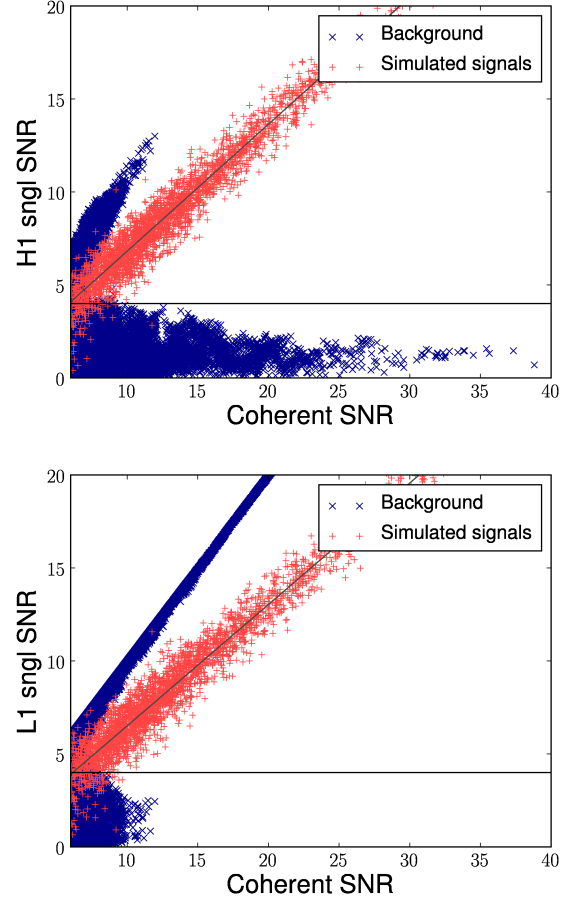 20
15
10
5
0
H1 sngl SNR
Background
Simulated signals
10 15 20 25 30 35 40
Coherent SNR
20
15
10
5
0
L1 sngl SNR
Background
Simulated signals
10 15 20 25 30 35 40
Coherent SNR